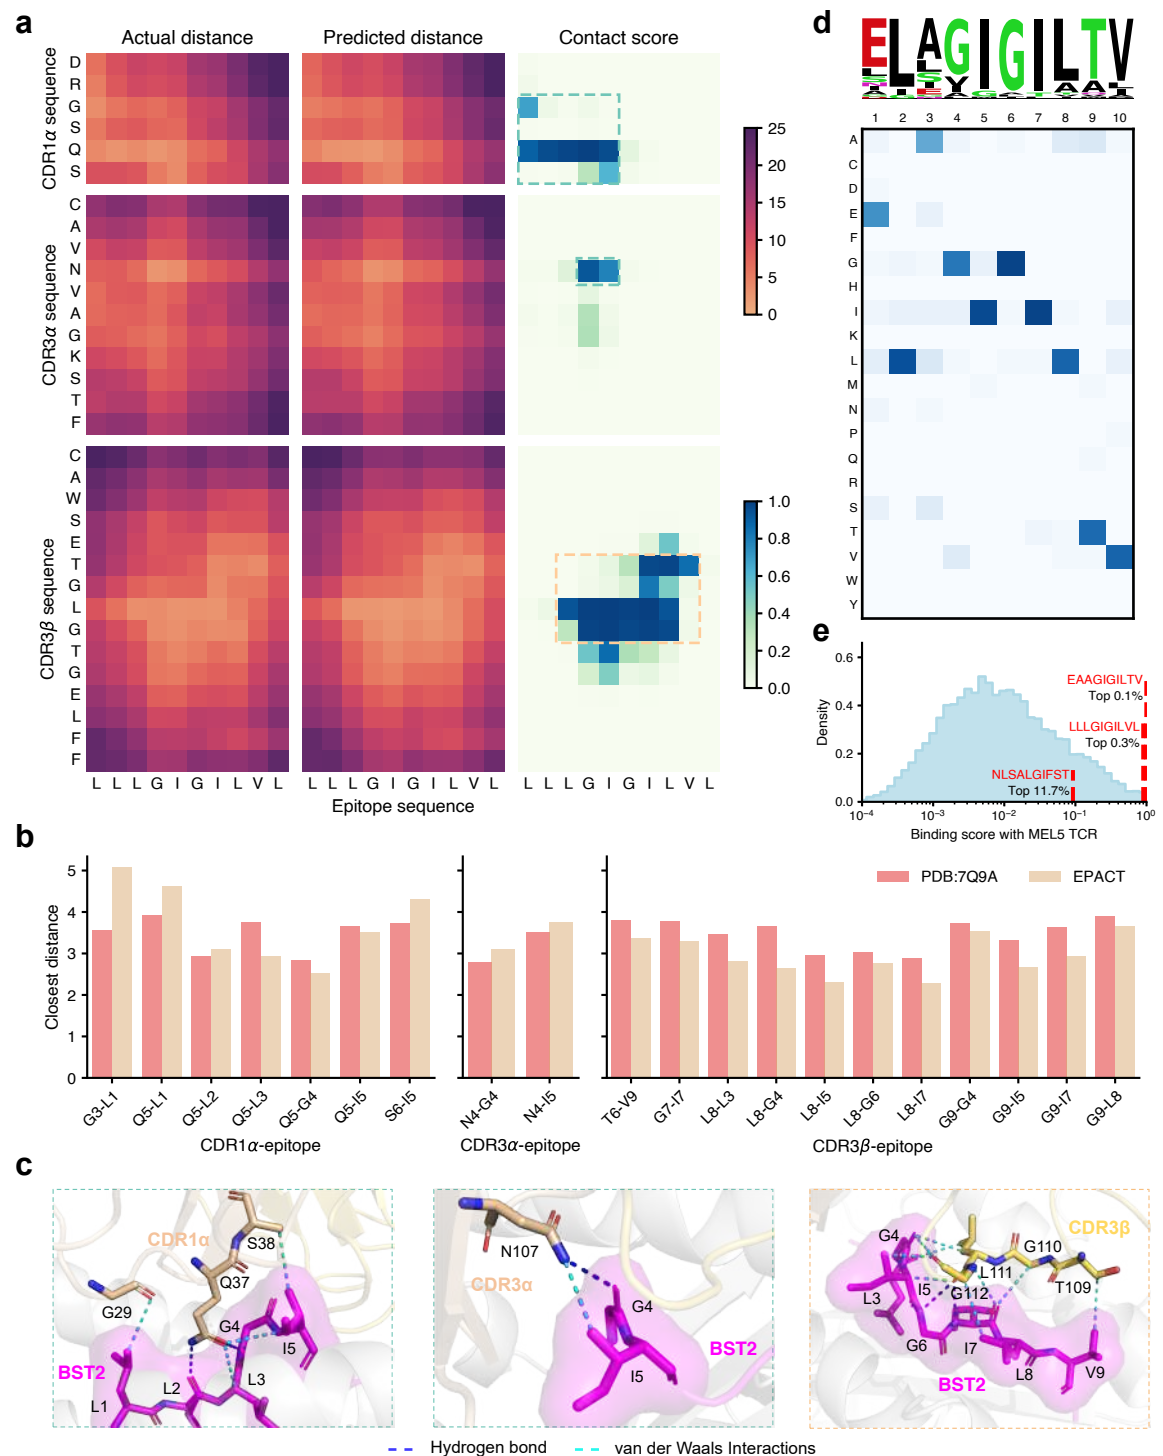 a
Actual distance
Predicted distance
Contact score
CDR1α sequence
D
R
G
S
Q
S
CDR3α sequence
C
A
V
N
V
A
G
K
S
T
F
CDR3β sequence
C
A
W
S
E
T
G
L
G
T
G
E
L
F
F
L L L G I G I L V L
L L L G I G I L V L
L L L G I G I L V L
Epitope sequence
25
20
15
10
5
0
1.0
0.8
0.6
0.4
0.2
0.0
d
1 2 3 4 5 6 7 8 9 10
A
C
D
E
F
G
H
I
K
L
M
N
P
Q
R
S
T
V
W
Y
e
Density
0.6
0.4
0.2
0.0
EAAGIGILTV
Top 0.1%
LLLGIGILVL
Top 0.3%
NLSALGIFST
Top 11.7%
10⁻⁴ 10⁻³ 10⁻² 10⁻¹ 10⁰
Binding score with MEL5 TCR
b
Closest distance
5
4
3
2
1
0
PDB:7Q9A
EPACT
G3-L1 Q5-L1 Q5-L2 Q5-L3 Q5-G4 Q5-I5 S6-I5
CDR1α-epitope
N4-G4 N4-I5
CDR3α-epitope
T6-V9 G7-I7 L8-L3 L8-G4 L8-I5 L8-G6 L8-I7 G9-G4 G9-I5 G9-I7 G9-L8
CDR3β-epitope
c
CDR1α
S38
Q37
G29
G4
I5
BST2
L2
L3
L1
N107
CDR3α
G4
BST2
I5
CDR3β
G4
G110
L111
T109
L3
I5
G112
G6
I7
L8
V9
BST2
Hydrogen bond
van der Waals Interactions